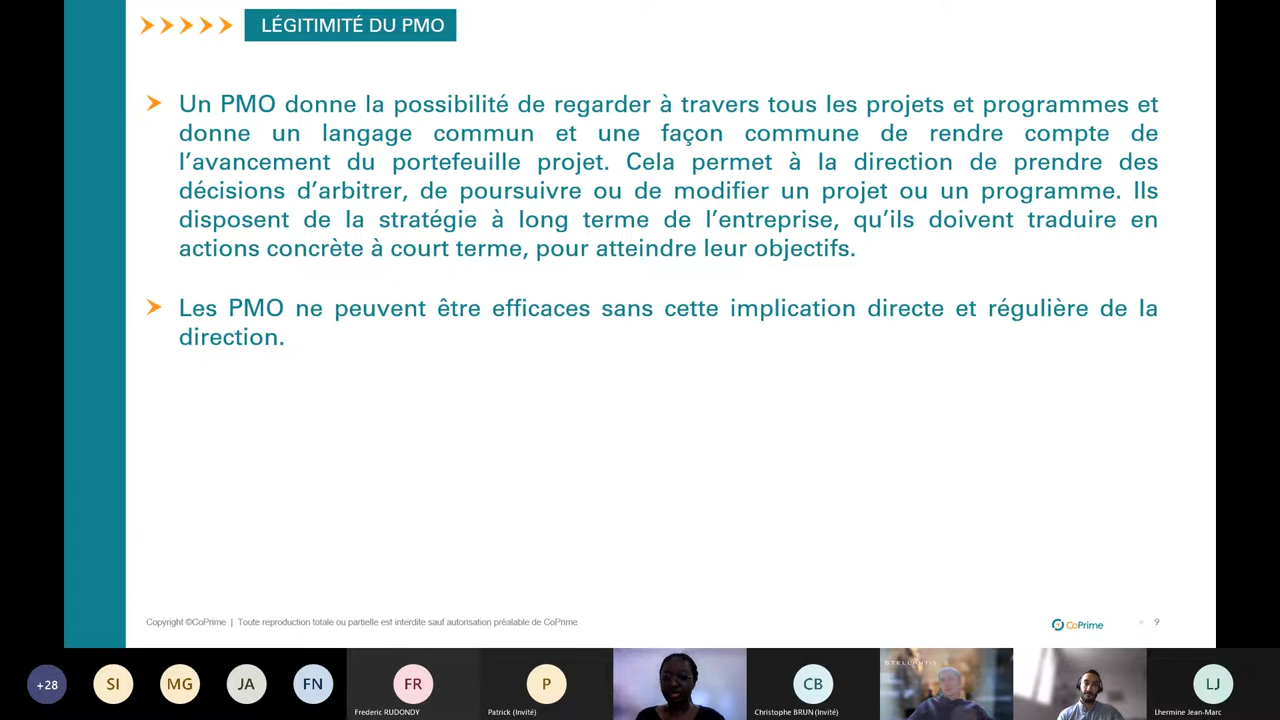 LÉGITIMITÉ DU PMO
Un PMO donne la possibilité de regarder à travers tous les projets et programmes et
donne un langage commun et une façon commune de rendre compte de
l’avancement du portefeuille projet. Cela permet à la direction de prendre des
décisions d’arbitrer, de poursuivre ou de modifier un projet ou un programme. Ils
disposent de la stratégie à long terme de l’entreprise, qu’ils doivent traduire en
actions concrète à court terme, pour atteindre leur objectifs.
Les PMO ne peuvent être efficaces sans cette implication directe et régulière de la
direction.
Copyright ©CoPrime | Toute reproduction totale ou partielle est interdite sauf autorisation préalable de CoPrime
CoPrime
9
+28
SI
MG
JA
FN
FR
Frederic RUDONDY
P
Patrick (Invité)
CB
Christophe BRUN (Invité)
STELLANTIS
LJ
Lhermine Jean-Marc